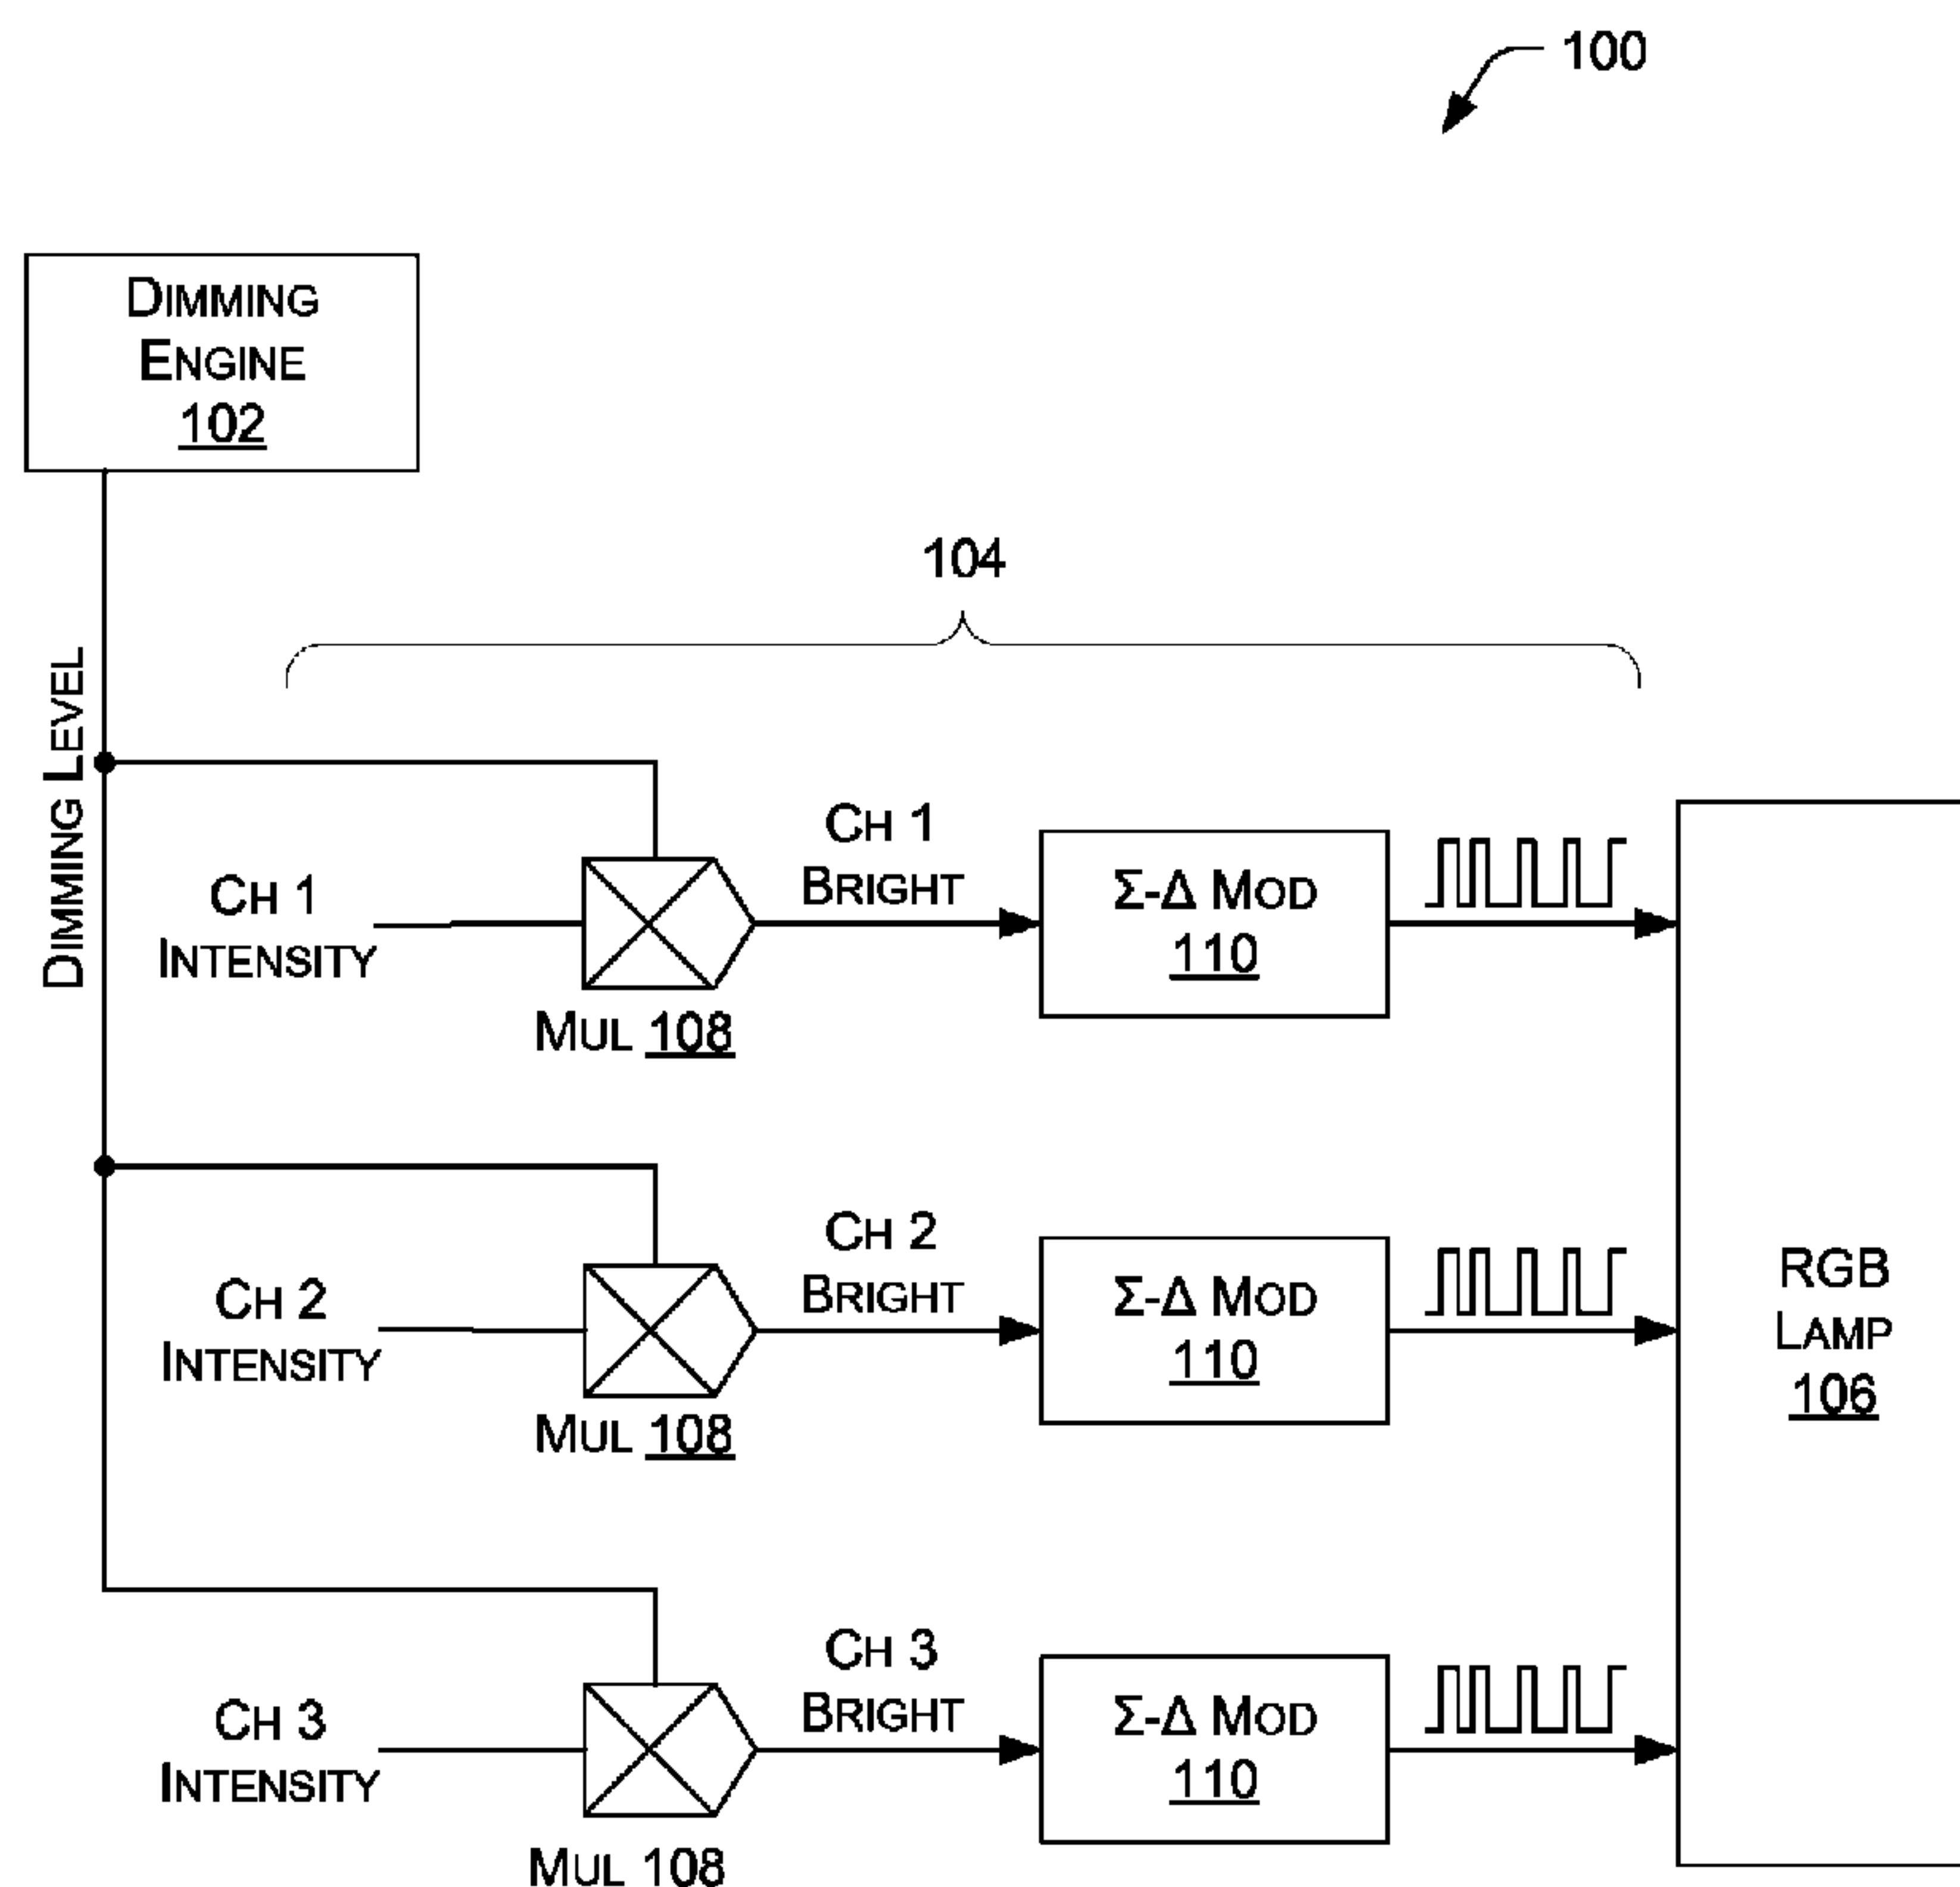 100
DIMMING
ENGINE
102
104
DIMMING LEVEL
CH 1
INTENSITY
MUL 108
CH 1
BRIGHT
Σ-Δ MOD
110
CH 2
INTENSITY
MUL 108
CH 2
BRIGHT
Σ-Δ MOD
110
RGB
LAMP
106
CH 3
INTENSITY
MUL 108
CH 3
BRIGHT
Σ-Δ MOD
110